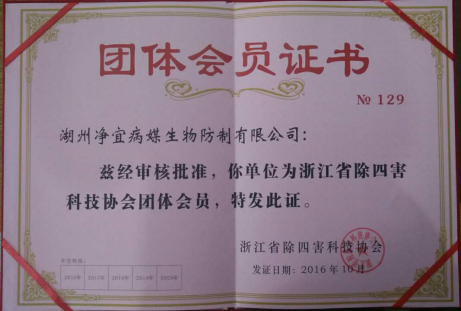 团体会员证书
№ 129
湖州净宜病媒生物防制有限公司：
兹经审核批准，你单位为浙江省除四害
科技协会团体会员，特发此证。
浙江省除四害科技协会
发证日期：2016年10月